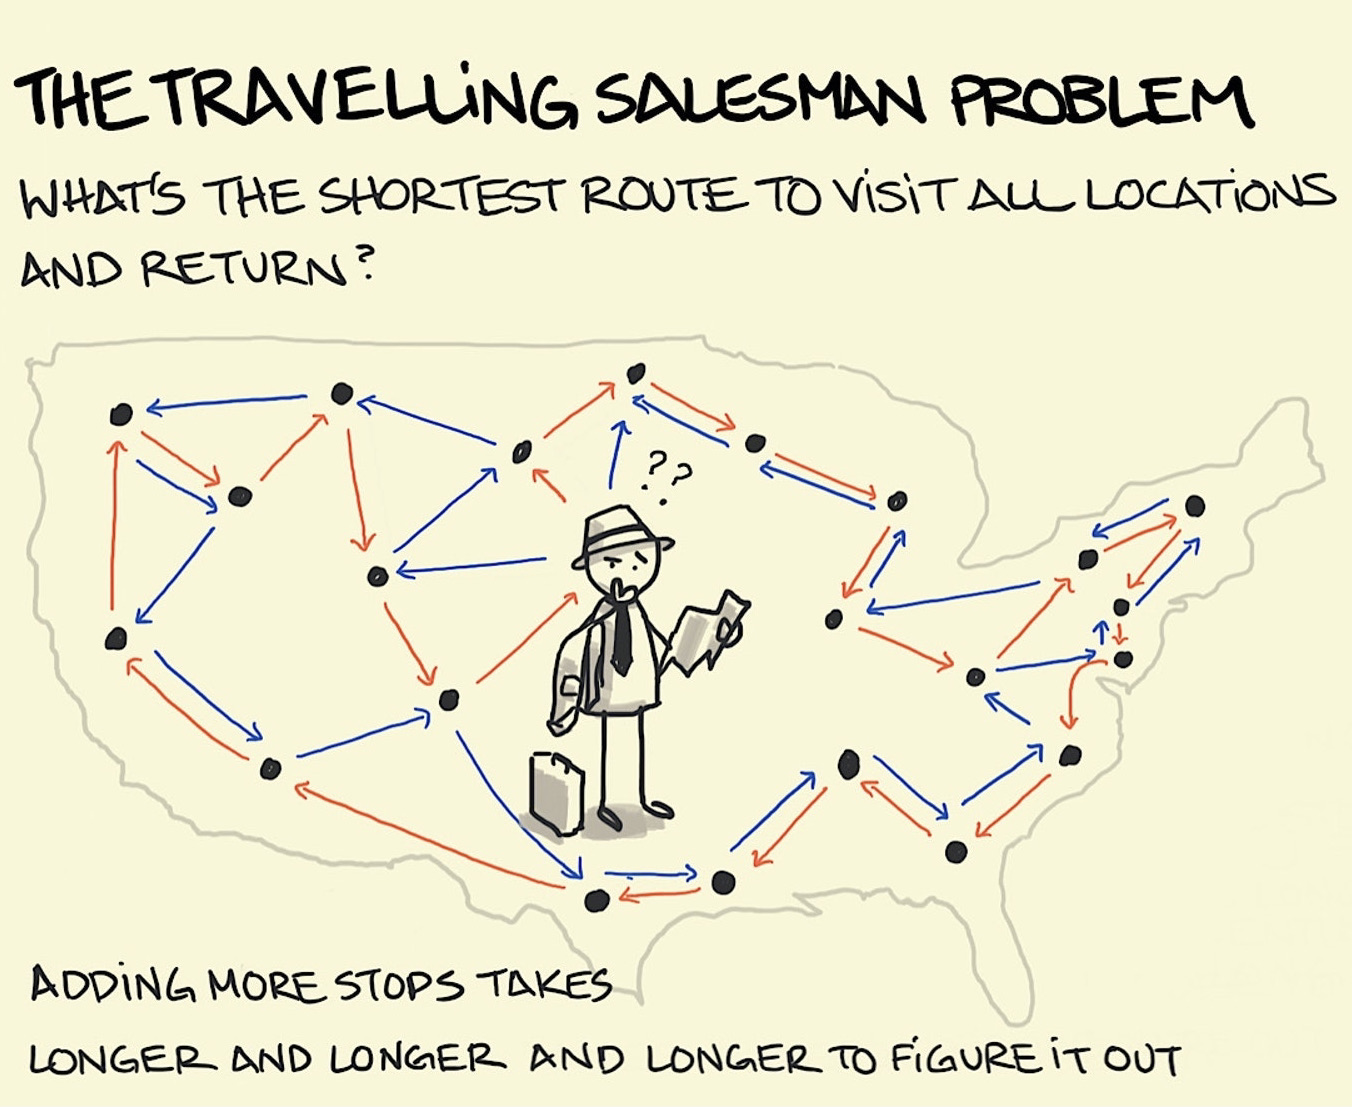 THE TRAVELLING SALESMAN PROBLEM
WHAT'S THE SHORTEST ROUTE TO VISIT ALL LOCATIONS
AND RETURN?
??
ADDING MORE STOPS TAKES
LONGER AND LONGER AND LONGER TO FIGURE IT OUT